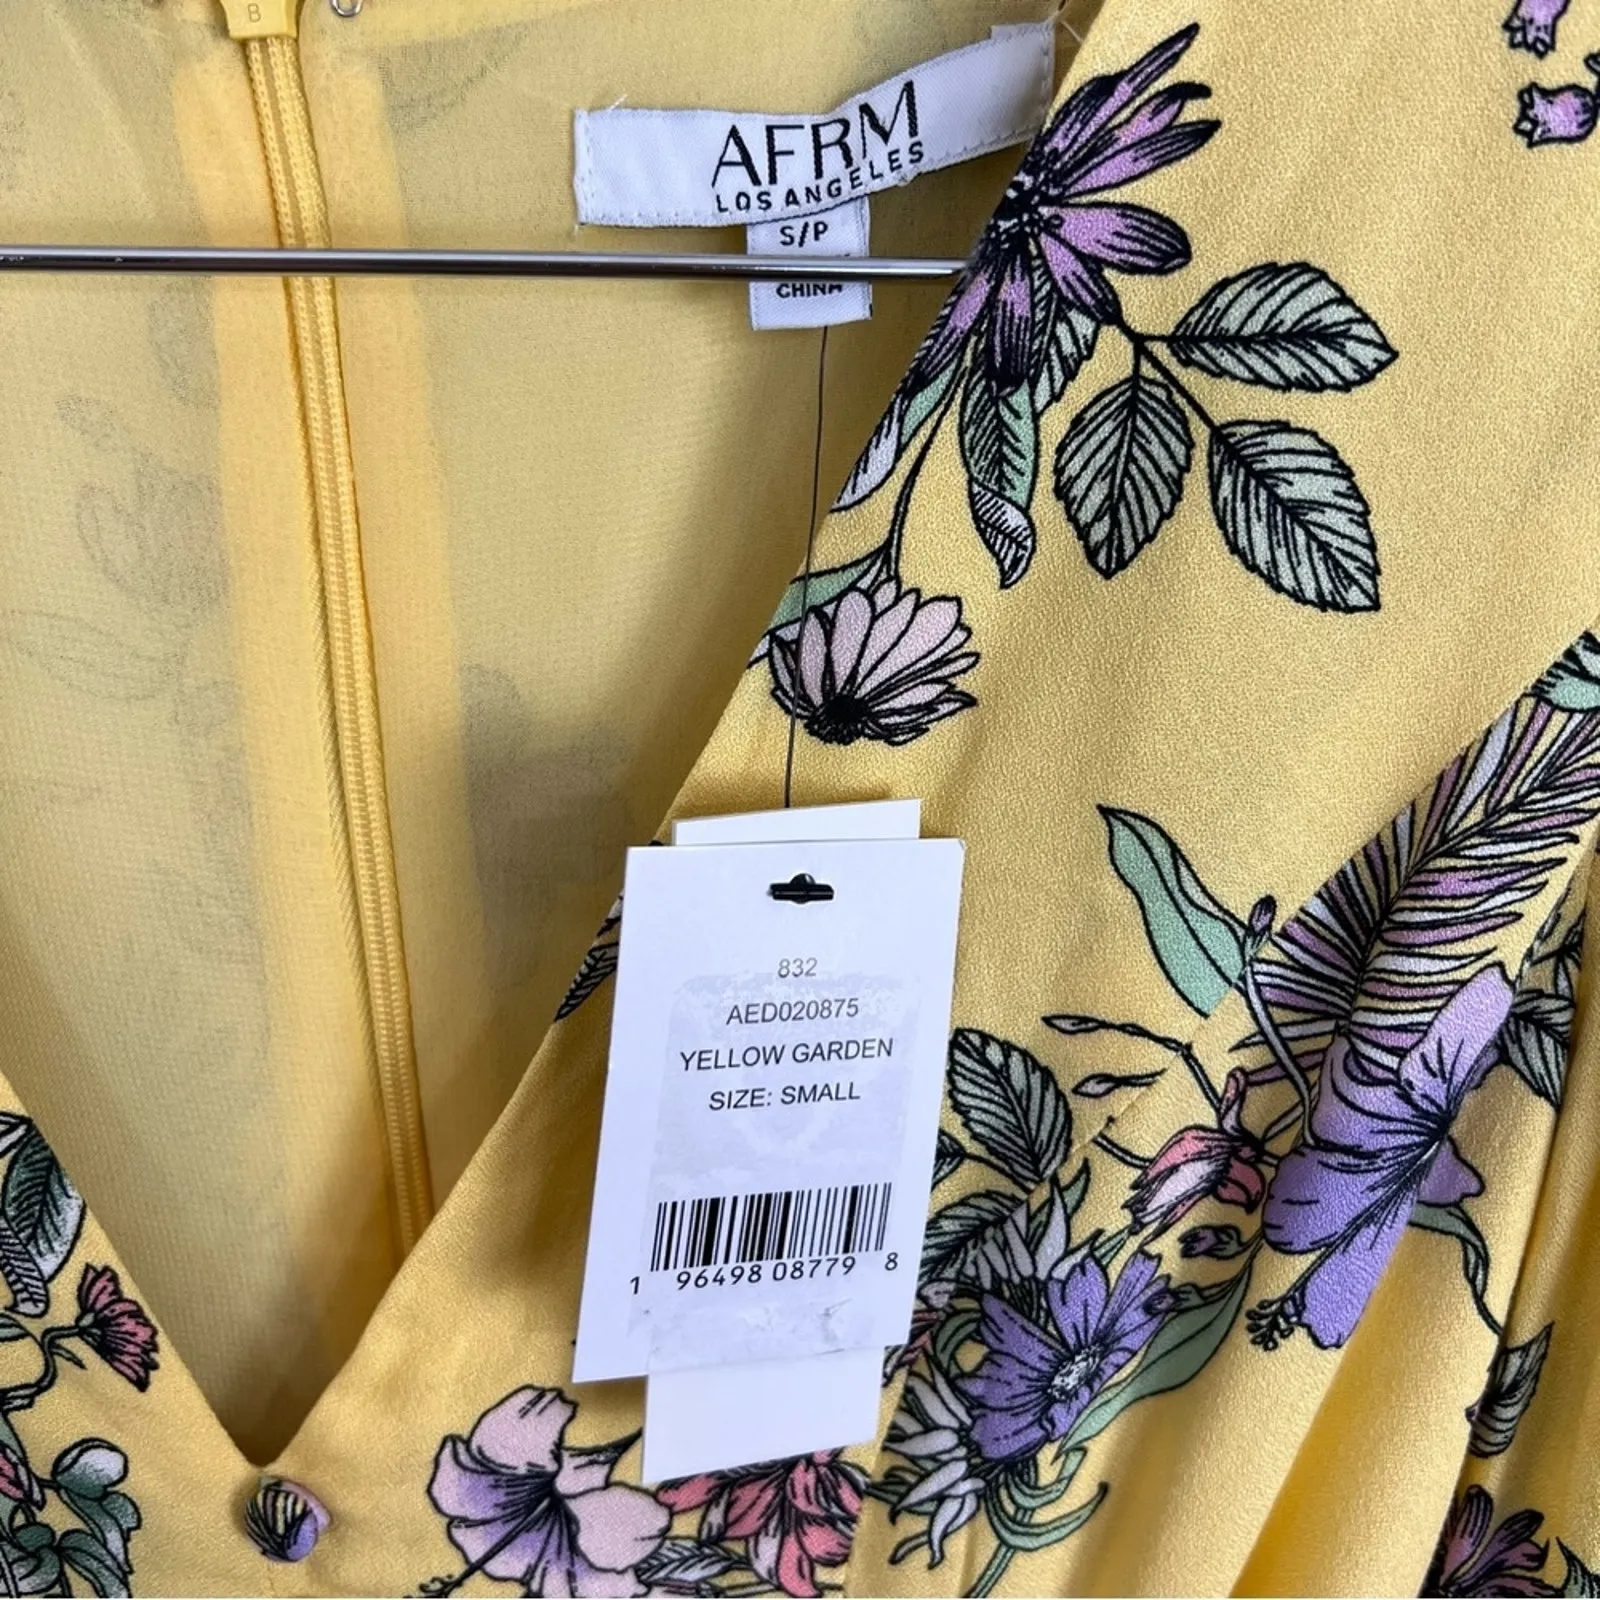 B
AFRM
LOS ANGELES
S/P
CHINA
832
AED020875
YELLOW GARDEN
SIZE: SMALL
1 96498 08779 8